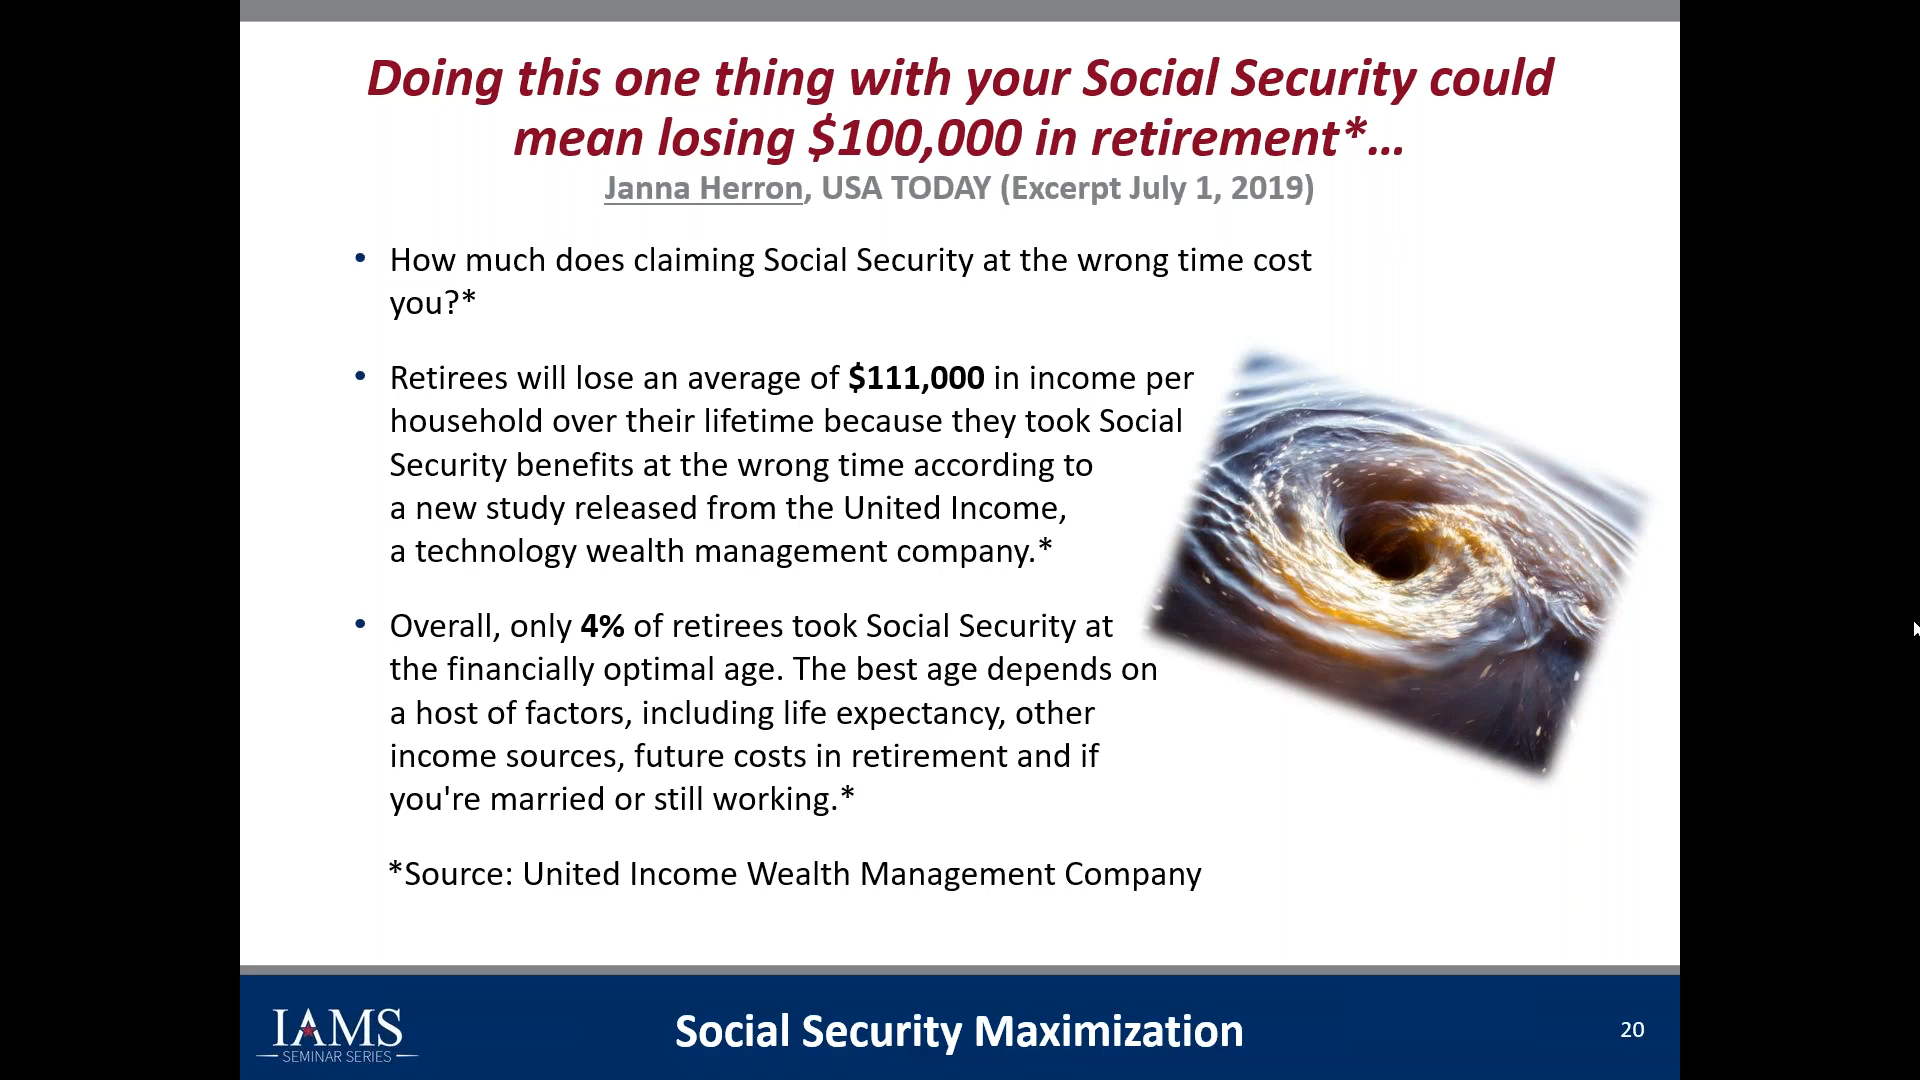 Doing this one thing with your Social Security could
mean losing $100,000 in retirement*...
Janna Herron, USA TODAY (Excerpt July 1, 2019)
• How much does claiming Social Security at the wrong time cost
you?*
• Retirees will lose an average of $111,000 in income per
household over their lifetime because they took Social
Security benefits at the wrong time according to
a new study released from the United Income,
a technology wealth management company.*
• Overall, only 4% of retirees took Social Security at
the financially optimal age. The best age depends on
a host of factors, including life expectancy, other
income sources, future costs in retirement and if
you're married or still working.*
*Source: United Income Wealth Management Company
IAMS
SEMINAR SERIES
Social Security Maximization
20